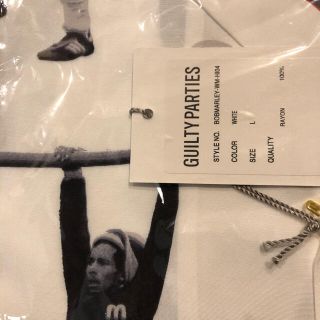 GUILTY PARTIES
STYLE NO. BOBMARLEY-WM-HI04
COLOR WHITE
SIZE L
QUALITY
RAYON 100%